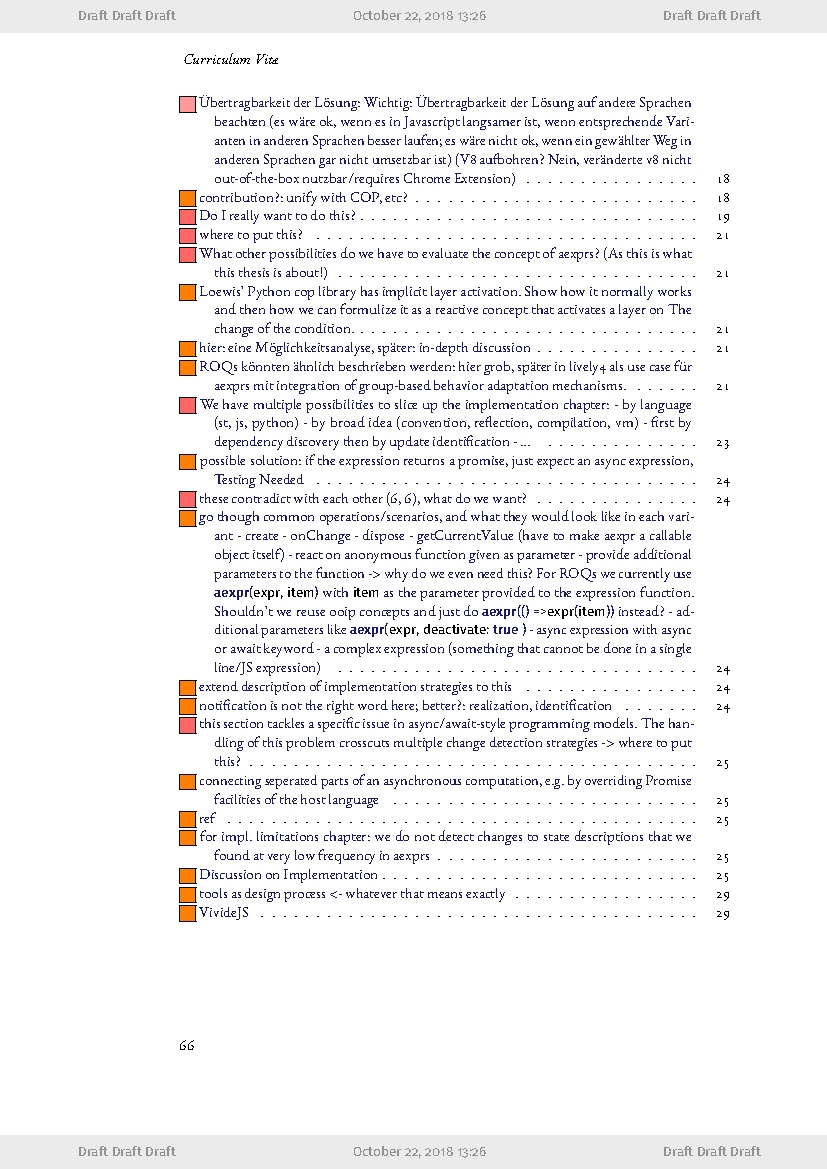 Draft Draft Draft October 22, 2018 13:26 Draft Draft Draft
Curriculum Vitæ
Übertragbarkeit der Lösung: Wichtig: Übertragbarkeit der Lösung auf andere Sprachen
beachten (es wäre ok, wenn es in Javascript langsamer ist, wenn entsprechende Vari-
anten in anderen Sprachen besser laufen; es wäre nicht ok, wenn ein gewählter Weg in
anderen Sprachen gar nicht umsetzbar ist) (V8 aufbohren? Nein, veränderte v8 nicht
out-of-the-box nutzbar/requires Chrome Extension) . . . . . . . . . . . . . . . . 18
contribution?: unify with COP, etc? . . . . . . . . . . . . . . . . . . . . . . . . . . 18
Do I really want to do this? . . . . . . . . . . . . . . . . . . . . . . . . . . . . . . . 19
where to put this? . . . . . . . . . . . . . . . . . . . . . . . . . . . . . . . . . . . 21
What other possibilities do we have to evaluate the concept of aexprs? (As this is what
this thesis is about!) . . . . . . . . . . . . . . . . . . . . . . . . . . . . . . . . . 21
Loewis' Python cop library has implicit layer activation. Show how it normally works
and then how we can formulize it as a reactive concept that activates a layer on The
change of the condition. . . . . . . . . . . . . . . . . . . . . . . . . . . . . . . . 21
hier: eine Möglichkeitsanalyse, später: in-depth discussion . . . . . . . . . . . . . . . 21
ROQs könnten ähnlich beschrieben werden: hier grob, später in lively4 als use case für
aexprs mit integration of group-based behavior adaptation mechanisms. . . . . . . 21
We have multiple possibilities to slice up the implementation chapter: - by language
(st, js, python) - by broad idea (convention, reflection, compilation, vm) - first by
dependency discovery then by update identification - ... . . . . . . . . . . . . . . 23
possible solution: if the expression returns a promise, just expect an async expression,
Testing Needed . . . . . . . . . . . . . . . . . . . . . . . . . . . . . . . . . . . 24
these contradict with each other (6, 6), what do we want? . . . . . . . . . . . . . . . 24
go though common operations/scenarios, and what they would look like in each vari-
ant - create - onChange - dispose - getCurrentValue (have to make aexpr a callable
object itself) - react on anonymous function given as parameter - provide additional
parameters to the function -> why do we even need this? For ROQs we currently use
aexpr(expr, item) with item as the parameter provided to the expression function.
Shouldn't we reuse ooip concepts and just do aexpr(() =>expr(item)) instead? - ad-
ditional parameters like aexpr(expr, deactivate: true ) - async expression with async
or await keyword - a complex expression (something that cannot be done in a single
line/JS expression) . . . . . . . . . . . . . . . . . . . . . . . . . . . . . . . . . 24
extend description of implementation strategies to this . . . . . . . . . . . . . . . . 24
notification is not the right word here; better?: realization, identification . . . . . . . 24
this section tackles a specific issue in async/await-style programming models. The han-
dling of this problem crosscuts multiple change detection strategies -> where to put
this? . . . . . . . . . . . . . . . . . . . . . . . . . . . . . . . . . . . . . . . . . 25
connecting seperated parts of an asynchronous computation, e.g. by overriding Promise
facilities of the host language . . . . . . . . . . . . . . . . . . . . . . . . . . . . 25
ref . . . . . . . . . . . . . . . . . . . . . . . . . . . . . . . . . . . . . . . . . . . 25
for impl. limitations chapter: we do not detect changes to state descriptions that we
found at very low frequency in aexprs . . . . . . . . . . . . . . . . . . . . . . . . 25
Discussion on Implementation . . . . . . . . . . . . . . . . . . . . . . . . . . . . . 25
tools as design process <- whatever that means exactly . . . . . . . . . . . . . . . . . 29
VivideJS . . . . . . . . . . . . . . . . . . . . . . . . . . . . . . . . . . . . . . . . 29
66
Draft Draft Draft October 22, 2018 13:26 Draft Draft Draft